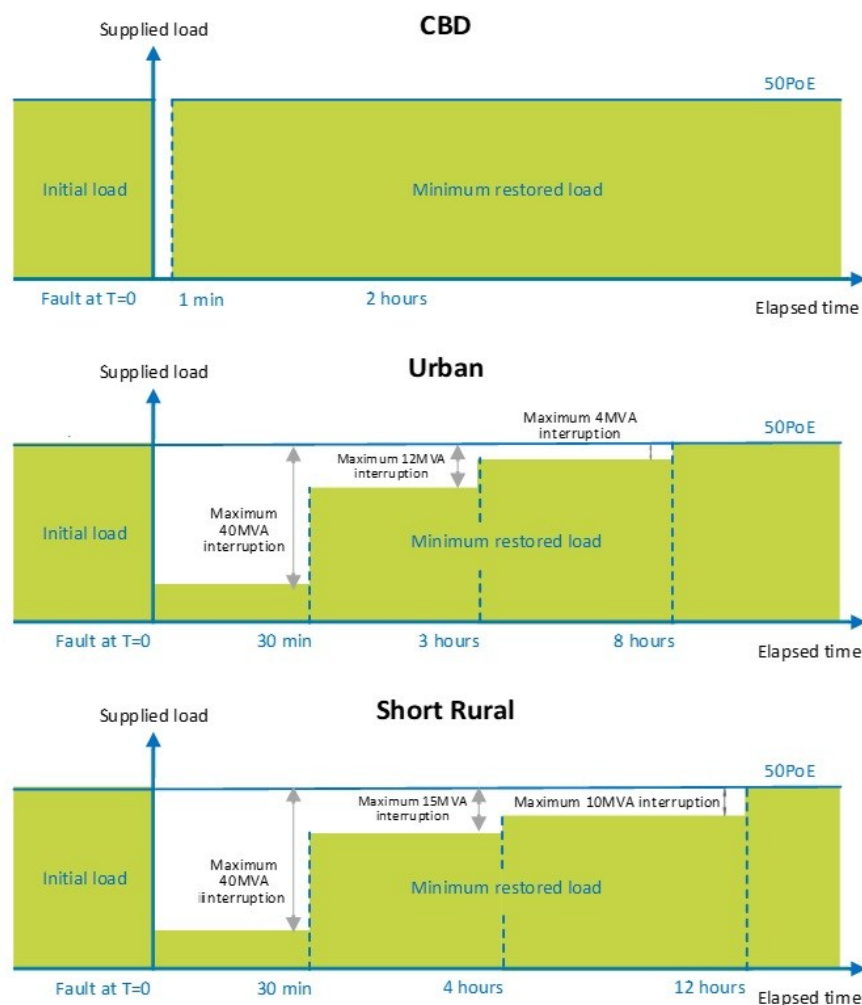 CBD
Supplied load
50PoE
Initial load
Minimum restored load
Fault at T=0
1 min
2 hours
Elapsed time
Urban
Supplied load
50PoE
Maximum 4MVA
interruption
Maximum 12MVA
interruption
Maximum
40MVA
interruption
Initial load
Minimum restored load
Fault at T=0
30 min
3 hours
8 hours
Elapsed time
Short Rural
Supplied load
50PoE
Maximum 15MVA
interruption
Maximum 10MVA interruption
Maximum
40MVA
iinterruption
Initial load
Minimum restored load
Fault at T=0
30 min
4 hours
12 hours
Elapsed time